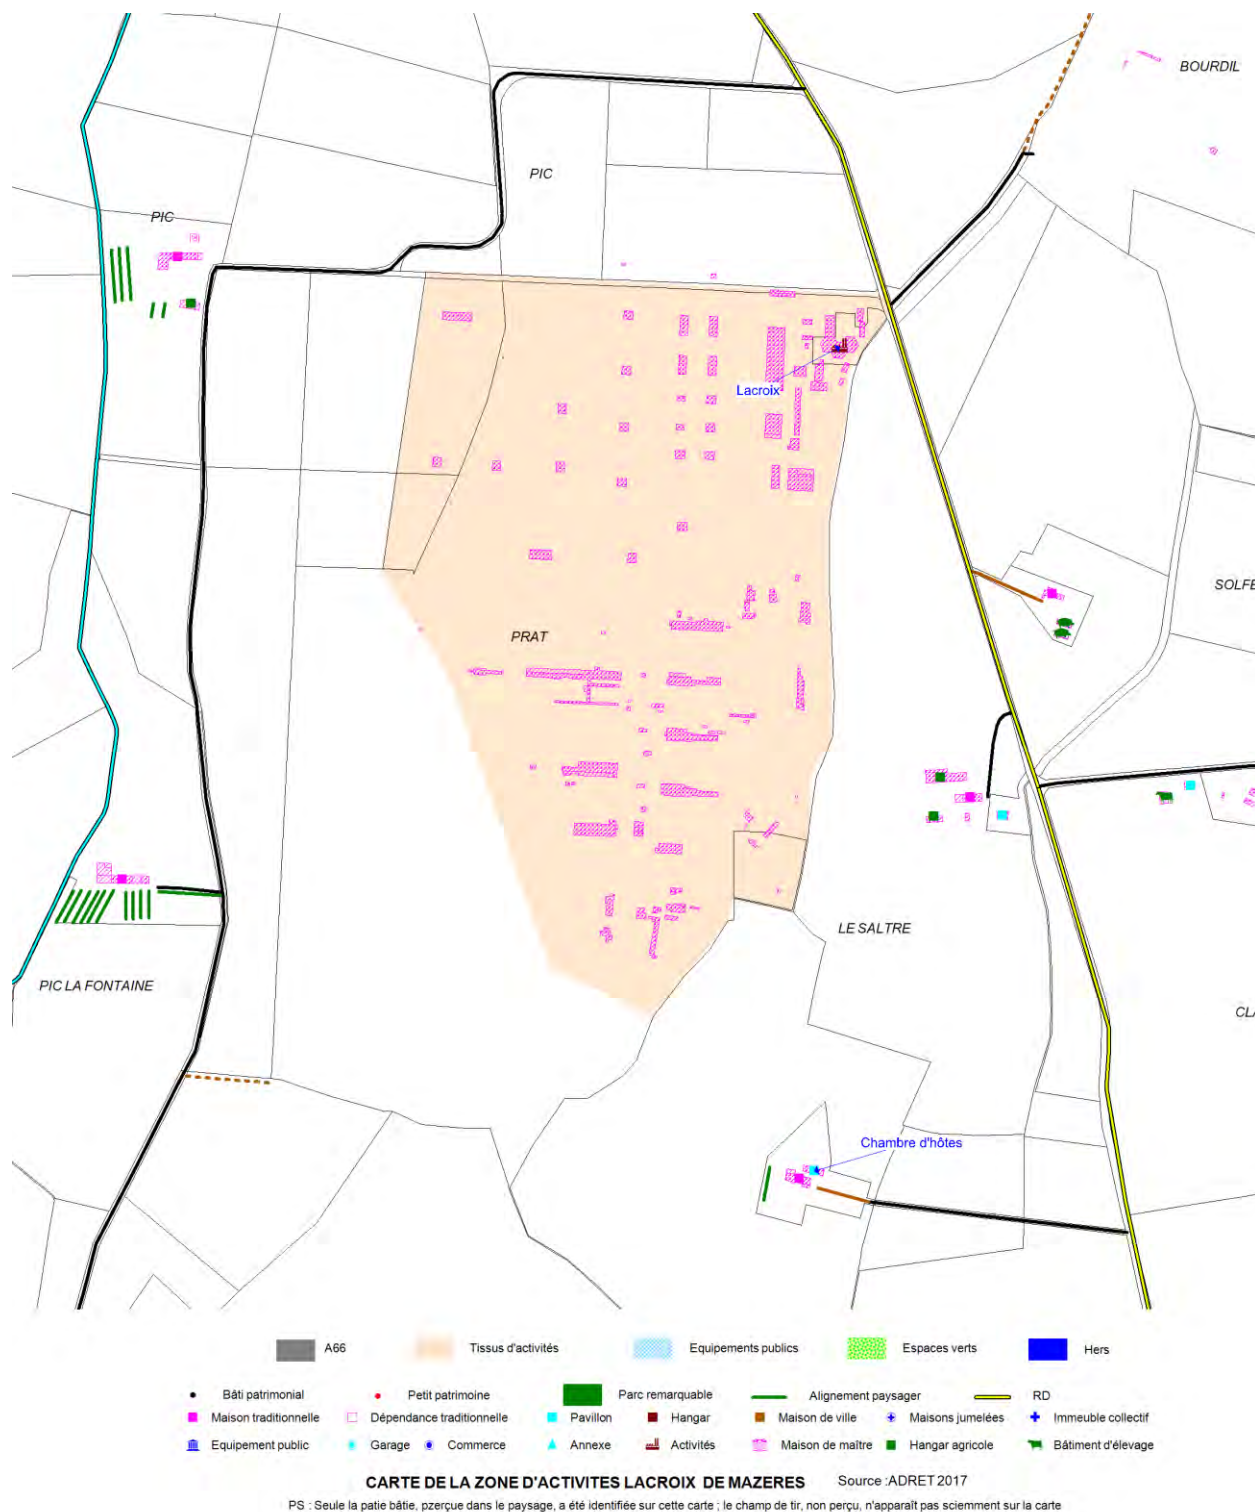 BOURDIL
PIC
PIC
Lacroix
SOLFE
PRAT
LE SALTRE
PIC LA FONTAINE
CLA
Chambre d'hôtes
A66 Tissus d'activités Equipements publics Espaces verts Hers
Bâti patrimonial Petit patrimoine Parc remarquable Alignement paysager RD
Maison traditionnelle Dépendance traditionnelle Pavillon Hangar Maison de ville Maisons jumelées Immeuble collectif
Equipement public Garage Commerce Annexe Activités Maison de maître Hangar agricole Bâtiment d'élevage
CARTE DE LA ZONE D'ACTIVITES LACROIX DE MAZERES Source :ADRET 2017
PS : Seule la patie bâtie, pzerçue dans le paysage, a été identifiée sur cette carte ; le champ de tir, non perçu, n'apparaît pas sciemment sur la carte